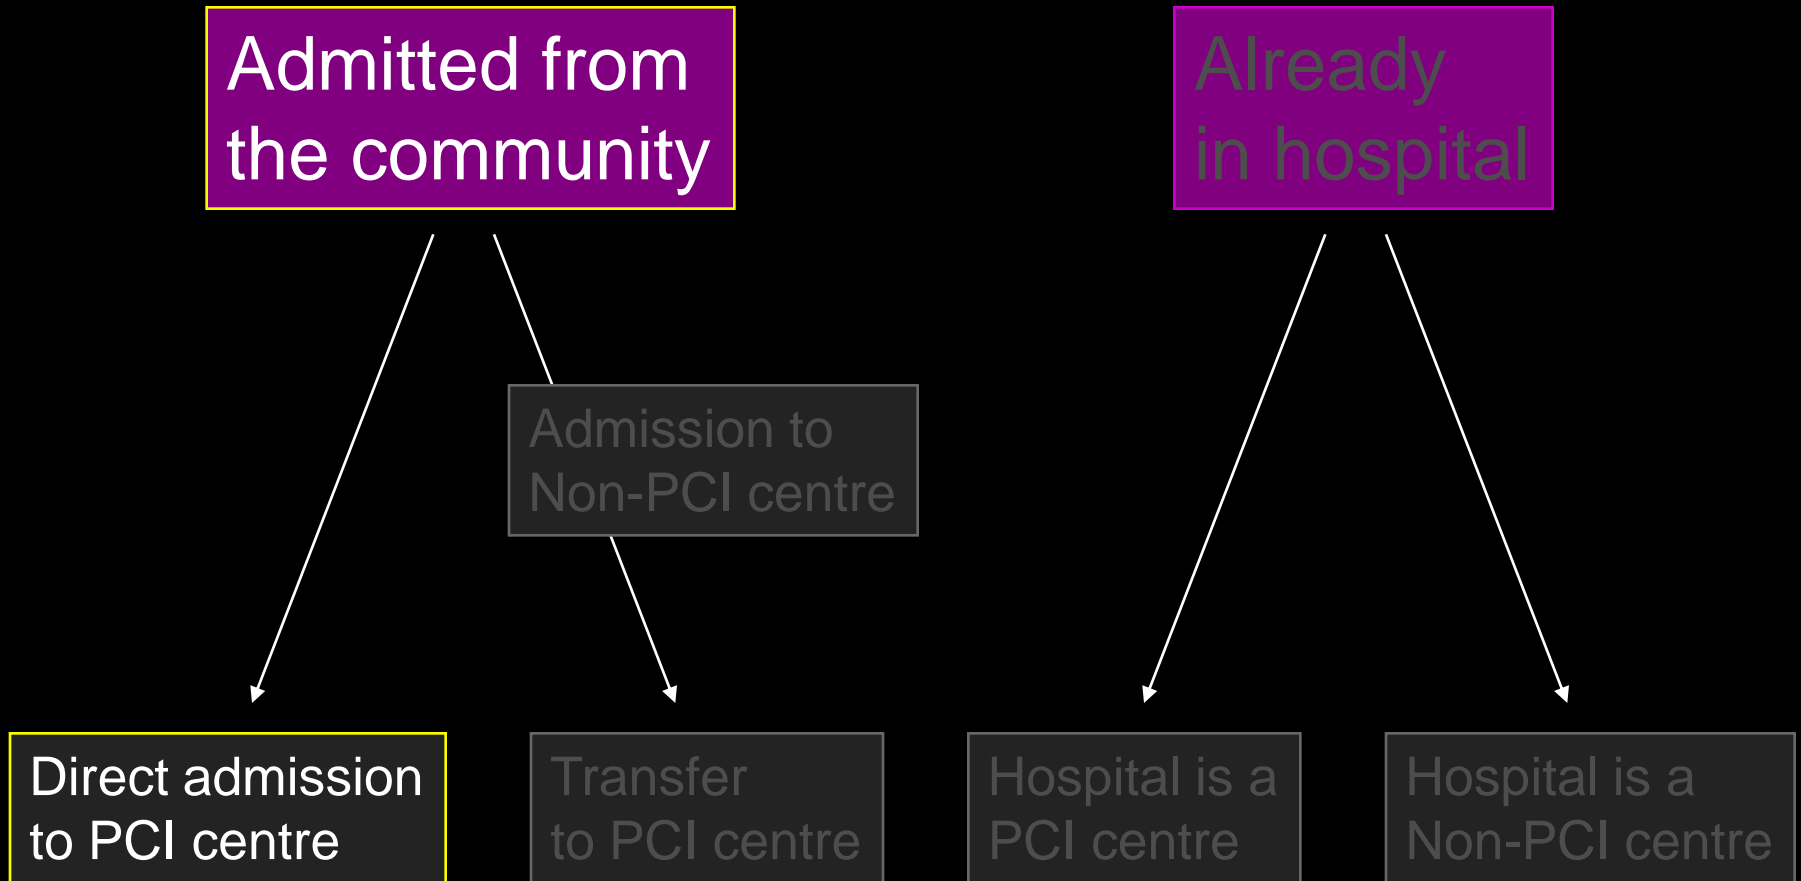 Admitted from
the community
Already
in hospital
Admission to
Non-PCI centre
Direct admission
to PCI centre
Transfer
to PCI centre
Hospital is a
PCI centre
Hospital is a
Non-PCI centre